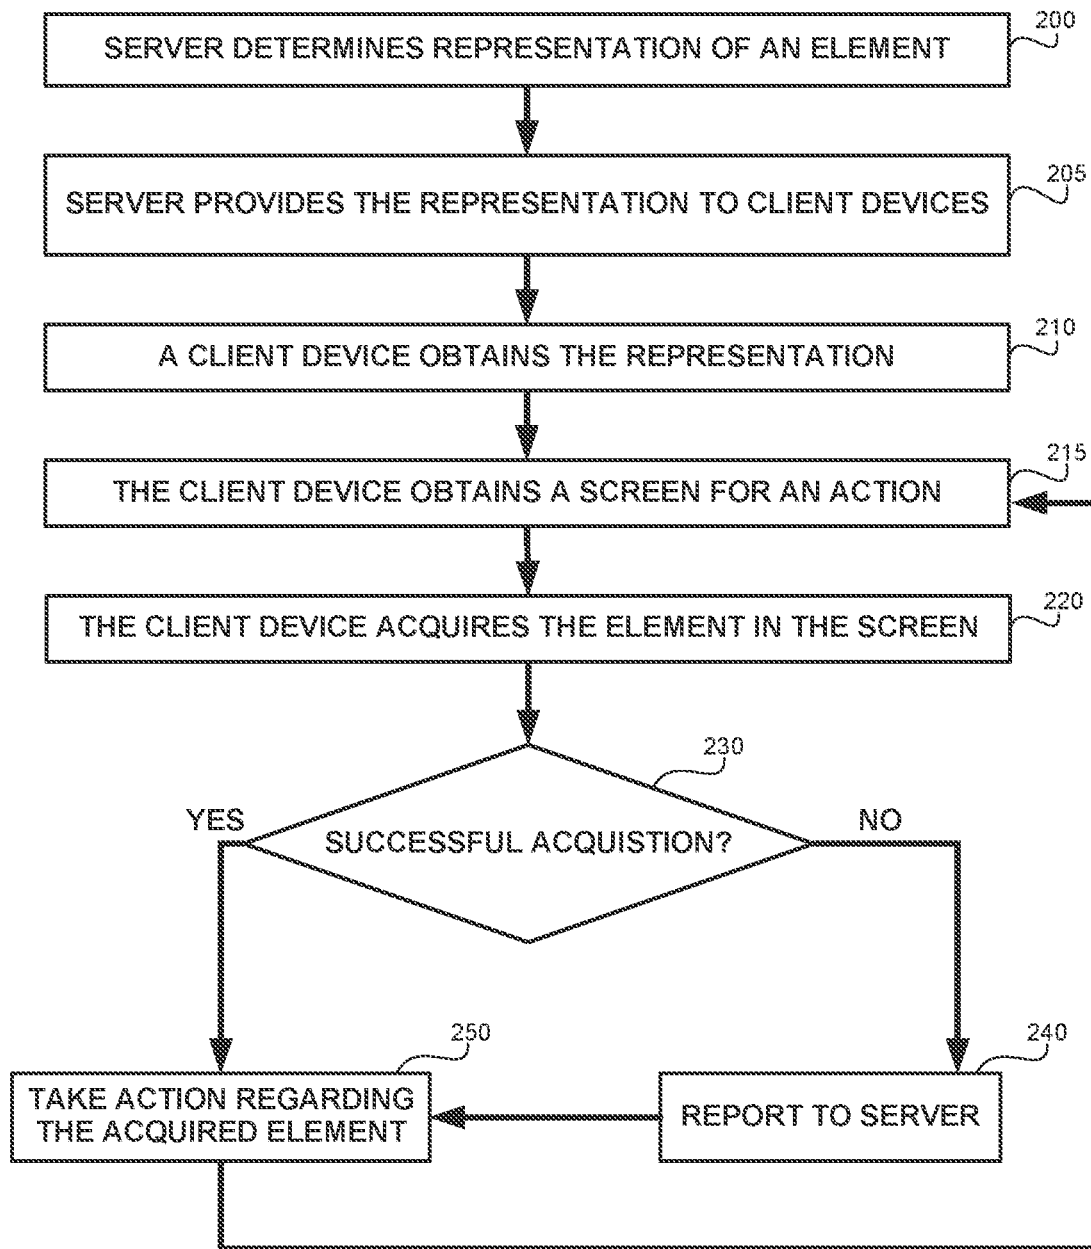 SERVER DETERMINES REPRESENTATION OF AN ELEMENT
200
SERVER PROVIDES THE REPRESENTATION TO CLIENT DEVICES
205
A CLIENT DEVICE OBTAINS THE REPRESENTATION
210
THE CLIENT DEVICE OBTAINS A SCREEN FOR AN ACTION
215
THE CLIENT DEVICE ACQUIRES THE ELEMENT IN THE SCREEN
220
230
YES
SUCCESSFUL ACQUISTION?
NO
250
TAKE ACTION REGARDING
THE ACQUIRED ELEMENT
240
REPORT TO SERVER